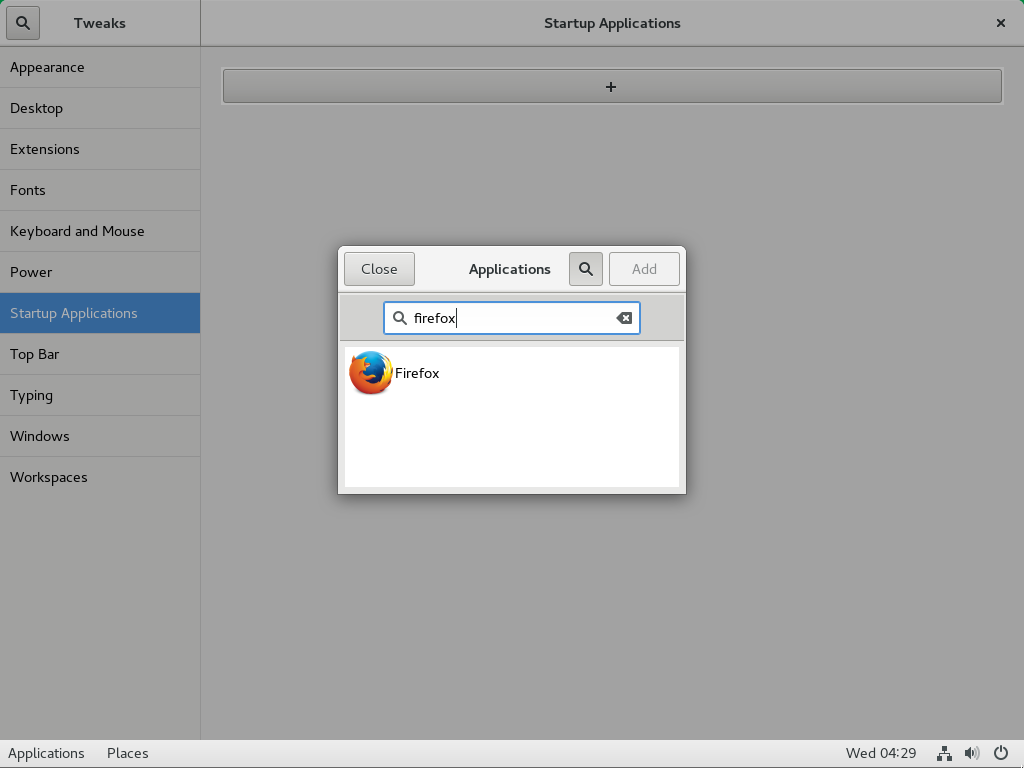 Tweaks
Startup Applications
Appearance
Desktop
Extensions
Fonts
Keyboard and Mouse
Power
Startup Applications
Top Bar
Typing
Windows
Workspaces
+
Close
Applications
Add
firefox
Firefox
Applications Places
Wed 04:29